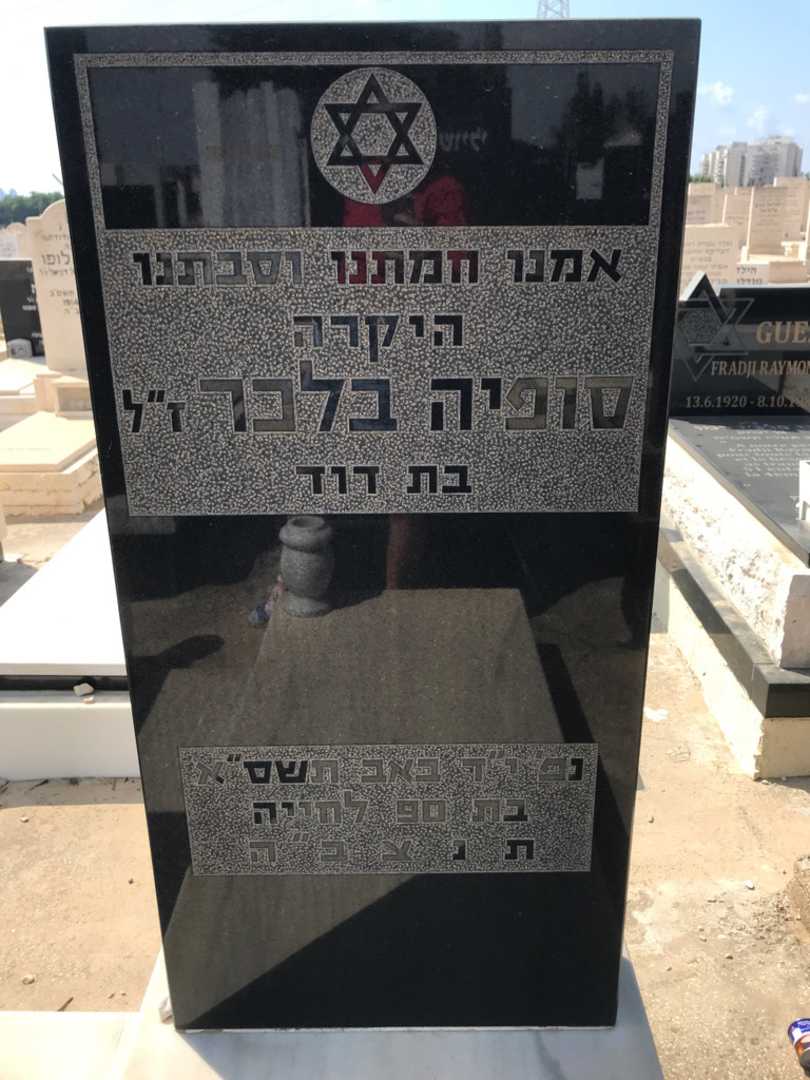 אמנו חמתנו וסבתנו
היקרה
סופיה בלכר ז"ל
בת דוד
נפ' י"ד באב תשס"א
בת 90 לחייה
ת נ צ ב "ה
GUE
FRADJI RAYMON
13.6.1920 - 8.10.19